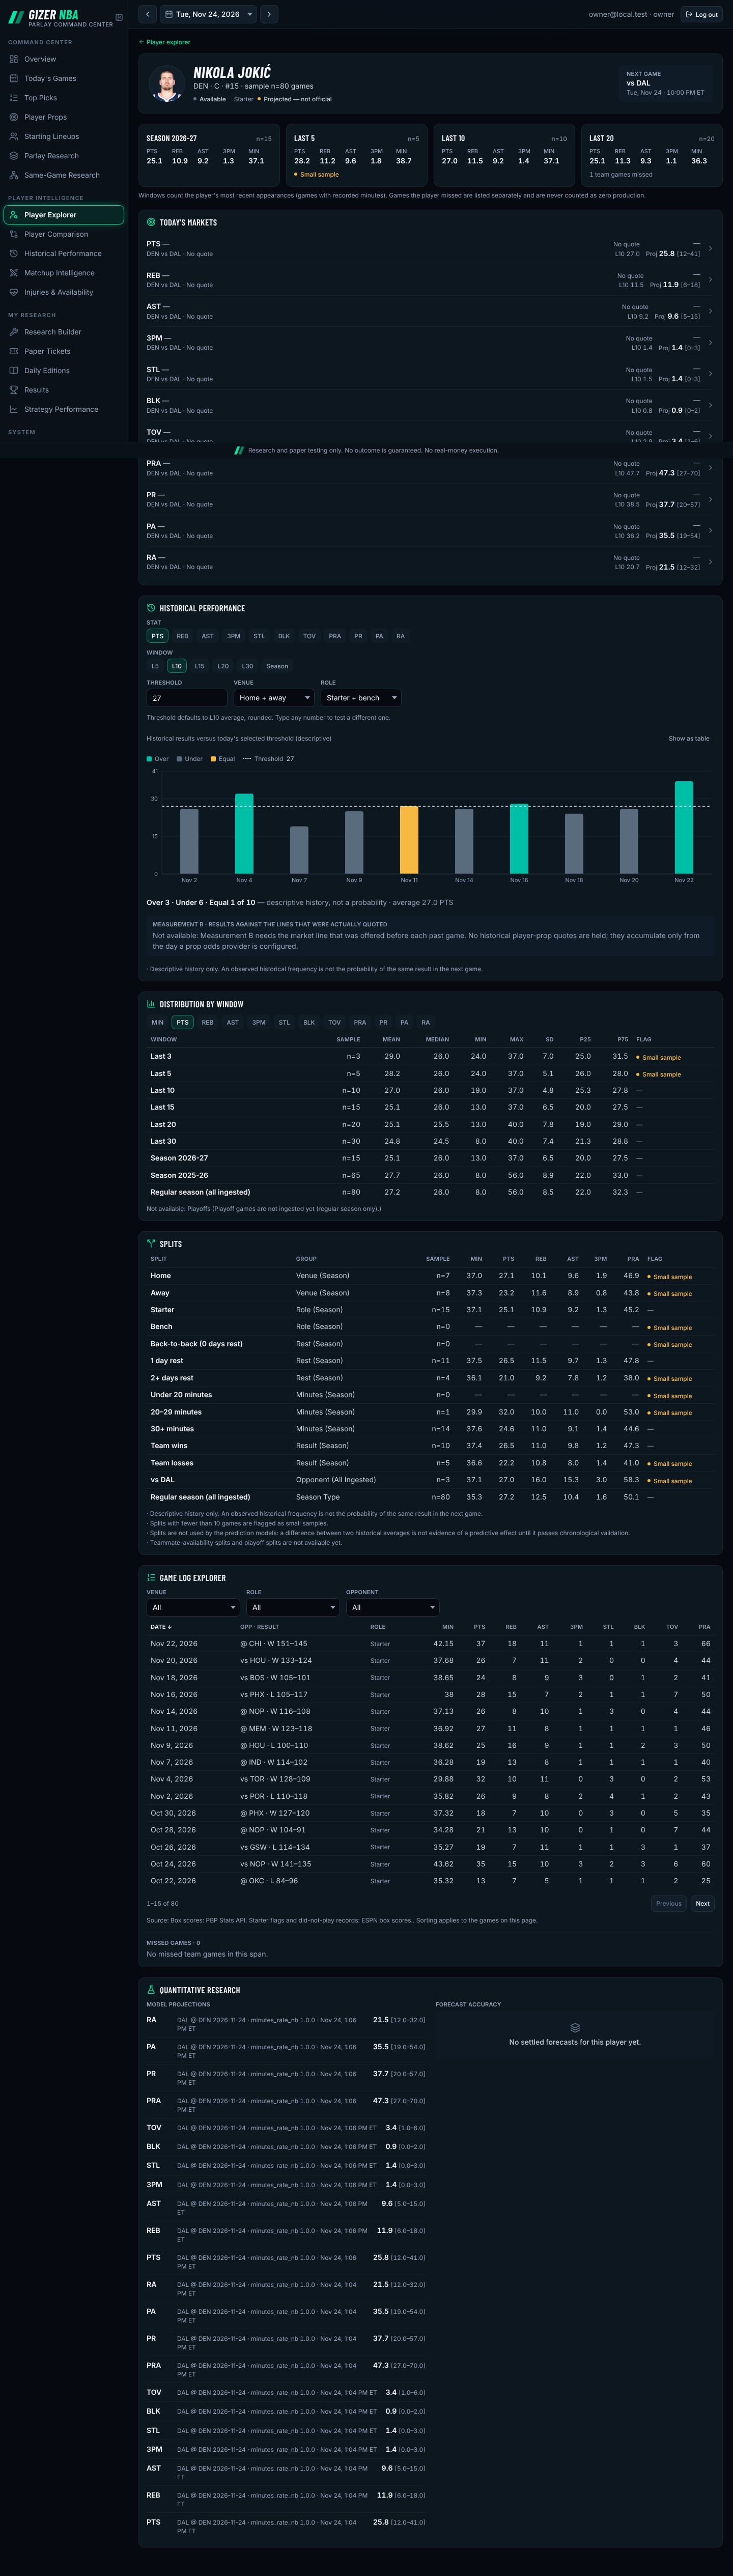 GIZER NBA
PARLAY COMMAND CENTER
Tue, Nov 24, 2026
owner@local.test · owner
Log out
COMMAND CENTER
Overview
Today's Games
Top Picks
Player Props
Starting Lineups
Parlay Research
Same-Game Research
PLAYER INTELLIGENCE
Player Explorer
Player Comparison
Historical Performance
Matchup Intelligence
Injuries & Availability
MY RESEARCH
Research Builder
Paper Tickets
Daily Editions
Results
Strategy Performance
SYSTEM
← Player explorer
NIKOLA JOKIĆ
DEN · C · #15 · sample n=80 games
Available Starter Projected — not official
NEXT GAME
vs DAL
Tue, Nov 24 · 10:00 PM ET
SEASON 2026-27 n=15
PTS REB AST 3PM MIN
25.1 10.9 9.2 1.3 37.1
LAST 5 n=5
PTS REB AST 3PM MIN
28.2 11.2 9.6 1.8 38.7
Small sample
LAST 10 n=10
PTS REB AST 3PM MIN
27.0 11.5 9.2 1.4 37.1
LAST 20 n=20
PTS REB AST 3PM MIN
25.1 11.3 9.3 1.1 36.3
1 team games missed
Windows count the player's most recent appearances (games with recorded minutes). Games the player missed are listed separately and are never counted as zero production.
TODAY'S MARKETS
PTS — No quote —
DEN vs DAL · No quote L10 27.0 Proj 25.8 [12–41]
REB — No quote —
DEN vs DAL · No quote L10 11.5 Proj 11.9 [6–18]
AST — No quote —
DEN vs DAL · No quote L10 9.2 Proj 9.6 [5–15]
3PM — No quote —
DEN vs DAL · No quote L10 1.4 Proj 1.4 [0–3]
STL — No quote —
DEN vs DAL · No quote L10 1.5 Proj 1.4 [0–3]
BLK — No quote —
DEN vs DAL · No quote L10 0.8 Proj 0.9 [0–2]
TOV — No quote —
DEN vs DAL · No quote L10 2.9 Proj 3.4 [1–6]
Research and paper testing only. No outcome is guaranteed. No real-money execution.
PRA — No quote —
DEN vs DAL · No quote L10 47.7 Proj 47.3 [27–70]
PR — No quote —
DEN vs DAL · No quote L10 38.5 Proj 37.7 [20–57]
PA — No quote —
DEN vs DAL · No quote L10 36.2 Proj 35.5 [19–54]
RA — No quote —
DEN vs DAL · No quote L10 20.7 Proj 21.5 [12–32]
HISTORICAL PERFORMANCE
STAT
PTS REB AST 3PM STL BLK TOV PRA PR PA RA
WINDOW
L5 L10 L15 L20 L30 Season
THRESHOLD VENUE ROLE
27 Home + away Starter + bench
Threshold defaults to L10 average, rounded. Type any number to test a different one.
Historical results versus today's selected threshold (descriptive) Show as table
Over Under Equal Threshold 27
41
30
15
0
Nov 2 Nov 4 Nov 7 Nov 9 Nov 11 Nov 14 Nov 16 Nov 18 Nov 20 Nov 22
Over 3 · Under 6 · Equal 1 of 10 — descriptive history, not a probability · average 27.0 PTS
MEASUREMENT B · RESULTS AGAINST THE LINES THAT WERE ACTUALLY QUOTED
Not available: Measurement B needs the market line that was offered before each past game. No historical player-prop quotes are held; they accumulate only from
the day a prop odds provider is configured.
· Descriptive history only. An observed historical frequency is not the probability of the same result in the next game.
DISTRIBUTION BY WINDOW
MIN PTS REB AST 3PM STL BLK TOV PRA PR PA RA
WINDOW SAMPLE MEAN MEDIAN MIN MAX SD P25 P75 FLAG
Last 3 n=3 29.0 26.0 24.0 37.0 7.0 25.0 31.5 Small sample
Last 5 n=5 28.2 26.0 24.0 37.0 5.1 26.0 28.0 Small sample
Last 10 n=10 27.0 26.0 19.0 37.0 4.8 25.3 27.8 —
Last 15 n=15 25.1 26.0 13.0 37.0 6.5 20.0 27.5 —
Last 20 n=20 25.1 25.5 13.0 40.0 7.8 19.0 29.0 —
Last 30 n=30 24.8 24.5 8.0 40.0 7.4 21.3 28.8 —
Season 2026-27 n=15 25.1 26.0 13.0 37.0 6.5 20.0 27.5 —
Season 2025-26 n=65 27.7 26.0 8.0 56.0 8.9 22.0 33.0 —
Regular season (all ingested) n=80 27.2 26.0 8.0 56.0 8.5 22.0 32.3 —
Not available: Playoffs (Playoff games are not ingested yet (regular season only).)
SPLITS
SPLIT GROUP SAMPLE MIN PTS REB AST 3PM PRA FLAG
Home Venue (Season) n=7 37.0 27.1 10.1 9.6 1.9 46.9 Small sample
Away Venue (Season) n=8 37.3 23.2 11.6 8.9 0.8 43.8 Small sample
Starter Role (Season) n=15 37.1 25.1 10.9 9.2 1.3 45.2 —
Bench Role (Season) n=0 — — — — — — Small sample
Back-to-back (0 days rest) Rest (Season) n=0 — — — — — — Small sample
1 day rest Rest (Season) n=11 37.5 26.5 11.5 9.7 1.3 47.8 —
2+ days rest Rest (Season) n=4 36.1 21.0 9.2 7.8 1.2 38.0 Small sample
Under 20 minutes Minutes (Season) n=0 — — — — — — Small sample
20–29 minutes Minutes (Season) n=1 29.9 32.0 10.0 11.0 0.0 53.0 Small sample
30+ minutes Minutes (Season) n=14 37.6 24.6 11.0 9.1 1.4 44.6 —
Team wins Result (Season) n=10 37.4 26.5 11.0 9.8 1.2 47.3 —
Team losses Result (Season) n=5 36.6 22.2 10.8 8.0 1.4 41.0 Small sample
vs DAL Opponent (All Ingested) n=3 37.1 27.0 16.0 15.3 3.0 58.3 Small sample
Regular season (all ingested) Season Type n=80 35.3 27.2 12.5 10.4 1.6 50.1 —
· Descriptive history only. An observed historical frequency is not the probability of the same result in the next game.
· Splits with fewer than 10 games are flagged as small samples.
· Splits are not used by the prediction models: a difference between two historical averages is not evidence of a predictive effect until it passes chronological validation.
· Teammate-availability splits and playoff splits are not available yet.
GAME LOG EXPLORER
VENUE ROLE OPPONENT
All All All
DATE ↓ OPP · RESULT ROLE MIN PTS REB AST 3PM STL BLK TOV PRA
Nov 22, 2026 @ CHI · W 151–145 Starter 42.15 37 18 11 1 1 1 3 66
Nov 20, 2026 vs HOU · W 133–124 Starter 37.68 26 7 11 2 0 0 4 44
Nov 18, 2026 vs BOS · W 105–101 Starter 38.65 24 8 9 3 0 1 2 41
Nov 16, 2026 vs PHX · L 105–117 Starter 38 28 15 7 2 1 1 7 50
Nov 14, 2026 @ NOP · W 116–108 Starter 37.13 26 8 10 1 3 0 4 44
Nov 11, 2026 @ MEM · W 123–118 Starter 36.92 27 11 8 1 1 1 1 46
Nov 9, 2026 @ HOU · L 100–110 Starter 38.62 25 16 9 1 1 2 3 50
Nov 7, 2026 @ IND · W 114–102 Starter 36.28 19 13 8 1 1 1 1 40
Nov 4, 2026 vs TOR · W 128–109 Starter 29.88 32 10 11 0 3 0 2 53
Nov 2, 2026 vs POR · L 110–118 Starter 35.82 26 9 8 2 4 1 2 43
Oct 30, 2026 @ PHX · W 127–120 Starter 37.32 18 7 10 0 3 0 5 35
Oct 28, 2026 @ NOP · W 104–91 Starter 34.28 21 13 10 0 1 0 7 44
Oct 26, 2026 vs GSW · L 114–134 Starter 35.27 19 7 11 1 1 3 1 37
Oct 24, 2026 vs NOP · W 141–135 Starter 43.62 35 15 10 3 2 3 6 60
Oct 22, 2026 @ OKC · L 84–96 Starter 35.32 13 7 5 1 1 1 2 25
1–15 of 80 Previous Next
Source: Box scores: PBP Stats API. Starter flags and did-not-play records: ESPN box scores.. Sorting applies to the games on this page.
MISSED GAMES · 0
No missed team games in this span.
QUANTITATIVE RESEARCH
MODEL PROJECTIONS
RA DAL @ DEN 2026-11-24 · minutes_rate_nb 1.0.0 · Nov 24, 1:06 21.5 [12.0–32.0]
PM ET
PA DAL @ DEN 2026-11-24 · minutes_rate_nb 1.0.0 · Nov 24, 1:06 35.5 [19.0–54.0]
PM ET
PR DAL @ DEN 2026-11-24 · minutes_rate_nb 1.0.0 · Nov 24, 1:06 37.7 [20.0–57.0]
PM ET
PRA DAL @ DEN 2026-11-24 · minutes_rate_nb 1.0.0 · Nov 24, 1:06 47.3 [27.0–70.0]
PM ET
TOV DAL @ DEN 2026-11-24 · minutes_rate_nb 1.0.0 · Nov 24, 1:06 PM ET 3.4 [1.0–6.0]
BLK DAL @ DEN 2026-11-24 · minutes_rate_nb 1.0.0 · Nov 24, 1:06 PM ET 0.9 [0.0–2.0]
STL DAL @ DEN 2026-11-24 · minutes_rate_nb 1.0.0 · Nov 24, 1:06 PM ET 1.4 [0.0–3.0]
3PM DAL @ DEN 2026-11-24 · minutes_rate_nb 1.0.0 · Nov 24, 1:06 PM ET 1.4 [0.0–3.0]
AST DAL @ DEN 2026-11-24 · minutes_rate_nb 1.0.0 · Nov 24, 1:06 PM 9.6 [5.0–15.0]
ET
REB DAL @ DEN 2026-11-24 · minutes_rate_nb 1.0.0 · Nov 24, 1:06 PM 11.9 [6.0–18.0]
ET
PTS DAL @ DEN 2026-11-24 · minutes_rate_nb 1.0.0 · Nov 24, 1:06 25.8 [12.0–41.0]
PM ET
RA DAL @ DEN 2026-11-24 · minutes_rate_nb 1.0.0 · Nov 24, 1:04 21.5 [12.0–32.0]
PM ET
PA DAL @ DEN 2026-11-24 · minutes_rate_nb 1.0.0 · Nov 24, 1:04 35.5 [19.0–54.0]
PM ET
PR DAL @ DEN 2026-11-24 · minutes_rate_nb 1.0.0 · Nov 24, 1:04 37.7 [20.0–57.0]
PM ET
PRA DAL @ DEN 2026-11-24 · minutes_rate_nb 1.0.0 · Nov 24, 1:04 47.3 [27.0–70.0]
PM ET
TOV DAL @ DEN 2026-11-24 · minutes_rate_nb 1.0.0 · Nov 24, 1:04 PM ET 3.4 [1.0–6.0]
BLK DAL @ DEN 2026-11-24 · minutes_rate_nb 1.0.0 · Nov 24, 1:04 PM ET 0.9 [0.0–2.0]
STL DAL @ DEN 2026-11-24 · minutes_rate_nb 1.0.0 · Nov 24, 1:04 PM ET 1.4 [0.0–3.0]
3PM DAL @ DEN 2026-11-24 · minutes_rate_nb 1.0.0 · Nov 24, 1:04 PM ET 1.4 [0.0–3.0]
AST DAL @ DEN 2026-11-24 · minutes_rate_nb 1.0.0 · Nov 24, 1:04 PM 9.6 [5.0–15.0]
ET
REB DAL @ DEN 2026-11-24 · minutes_rate_nb 1.0.0 · Nov 24, 1:04 PM 11.9 [6.0–18.0]
ET
PTS DAL @ DEN 2026-11-24 · minutes_rate_nb 1.0.0 · Nov 24, 1:04 25.8 [12.0–41.0]
PM ET
FORECAST ACCURACY
No settled forecasts for this player yet.